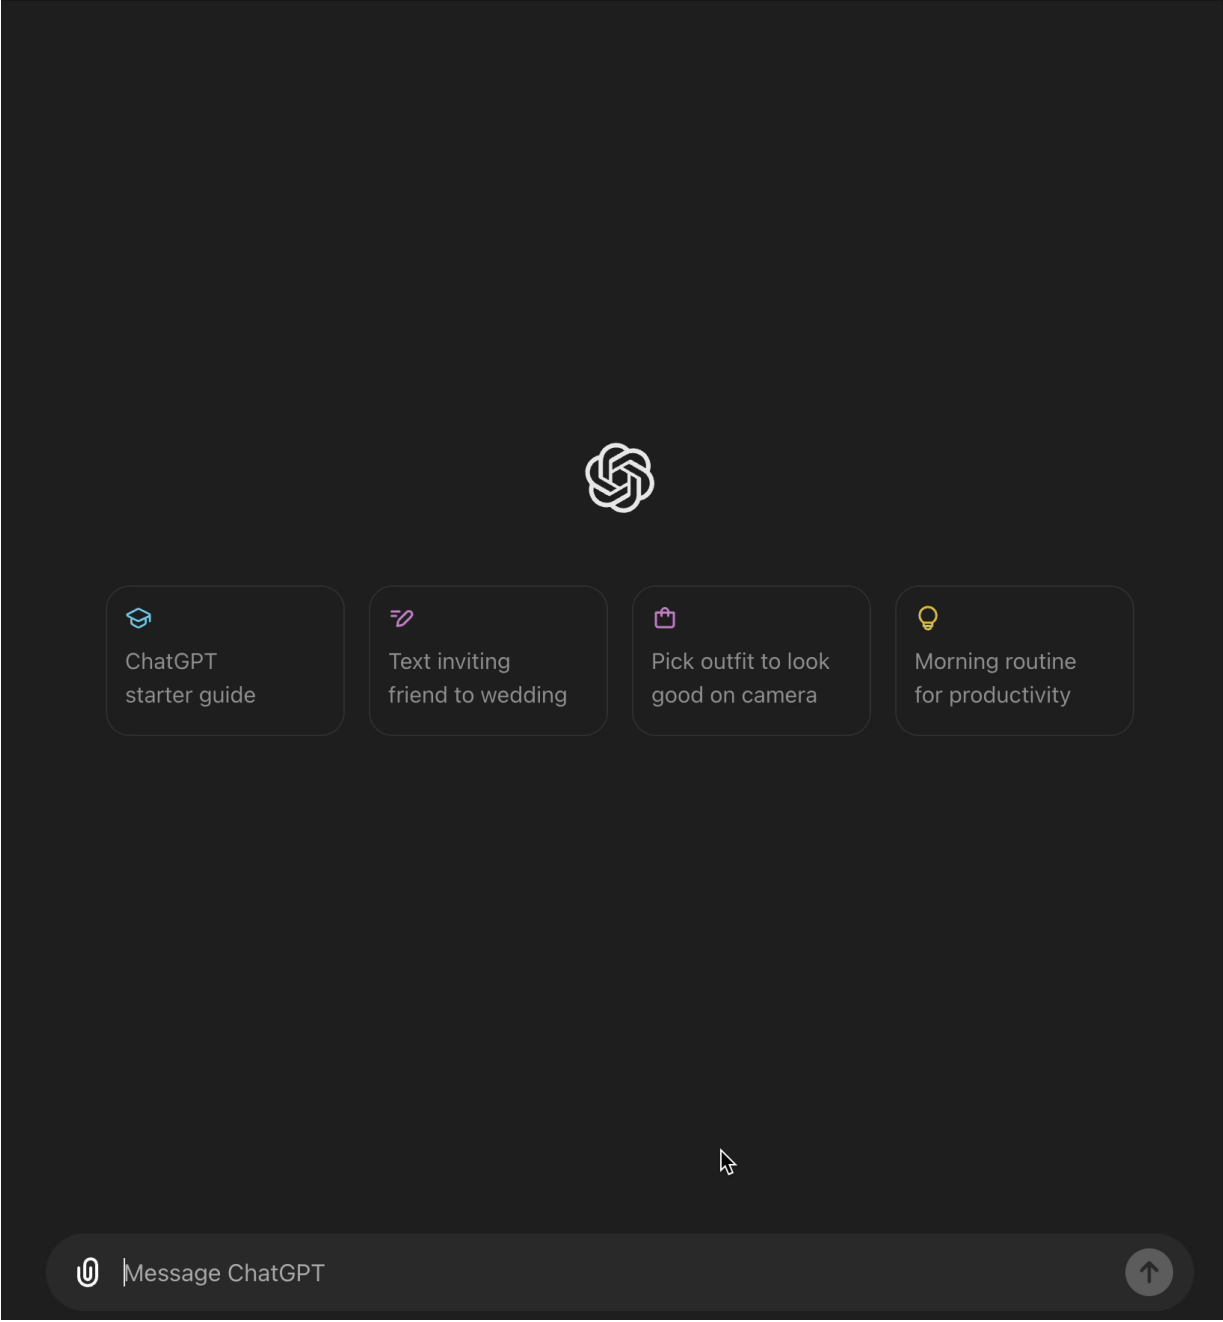 ChatGPT
starter guide
Text inviting
friend to wedding
Pick outfit to look
good on camera
Morning routine
for productivity
Message ChatGPT